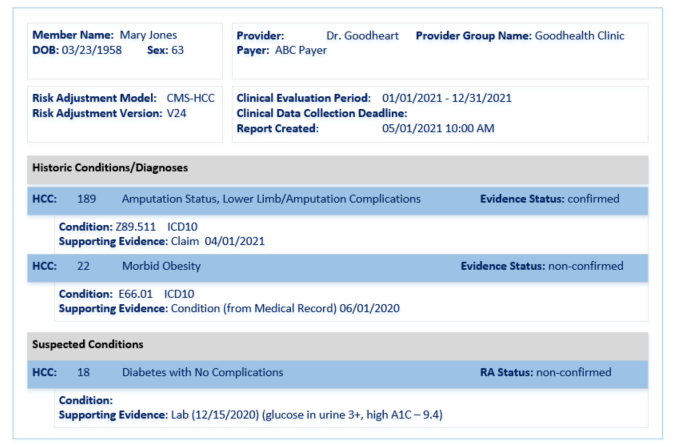 Member Name: Mary Jones
DOB: 03/23/1958 Sex: 63
Provider: Dr. Goodheart Provider Group Name: Goodhealth Clinic
Payer: ABC Payer
Risk Adjustment Model: CMS-HCC
Risk Adjustment Version: V24
Clinical Evaluation Period: 01/01/2021 - 12/31/2021
Clinical Data Collection Deadline:
Report Created: 05/01/2021 10:00 AM
Historic Conditions/Diagnoses
HCC: 189 Amputation Status, Lower Limb/Amputation Complications Evidence Status: confirmed
Condition: Z89.511 ICD10
Supporting Evidence: Claim 04/01/2021
HCC: 22 Morbid Obesity Evidence Status: non-confirmed
Condition: E66.01 ICD10
Supporting Evidence: Condition (from Medical Record) 06/01/2020
Suspected Conditions
HCC: 18 Diabetes with No Complications RA Status: non-confirmed
Condition:
Supporting Evidence: Lab (12/15/2020) (glucose in urine 3+, high A1C – 9.4)